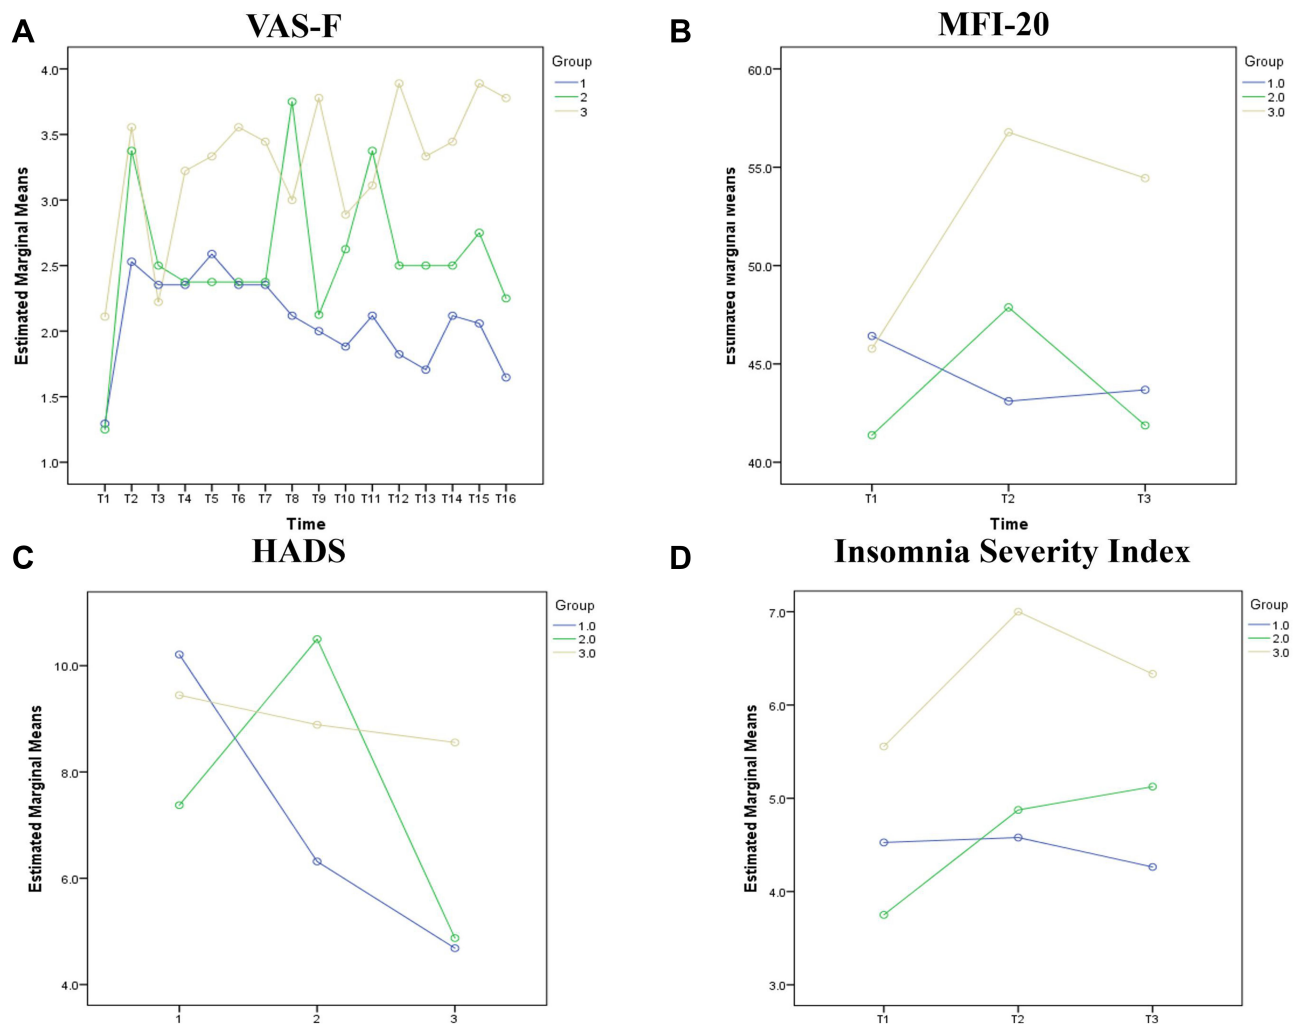 A
VAS-F
4.0
3.5
3.0
2.5
2.0
1.5
1.0
Estimated Marginal Means
T1 T2 T3 T4 T5 T6 T7 T8 T9 T10 T11 T12 T13 T14 T15 T16
Time
Group
1
2
3
B
MFI-20
60.0
55.0
50.0
45.0
40.0
Estimated Marginal Means
T1 T2 T3
Time
Group
1.0
2.0
3.0
C
HADS
10.0
8.0
6.0
4.0
Estimated Marginal Means
1 2 3
Group
1.0
2.0
3.0
D
Insomnia Severity Index
7.0
6.0
5.0
4.0
3.0
Estimated Marginal Means
T1 T2 T3
Group
1.0
2.0
3.0